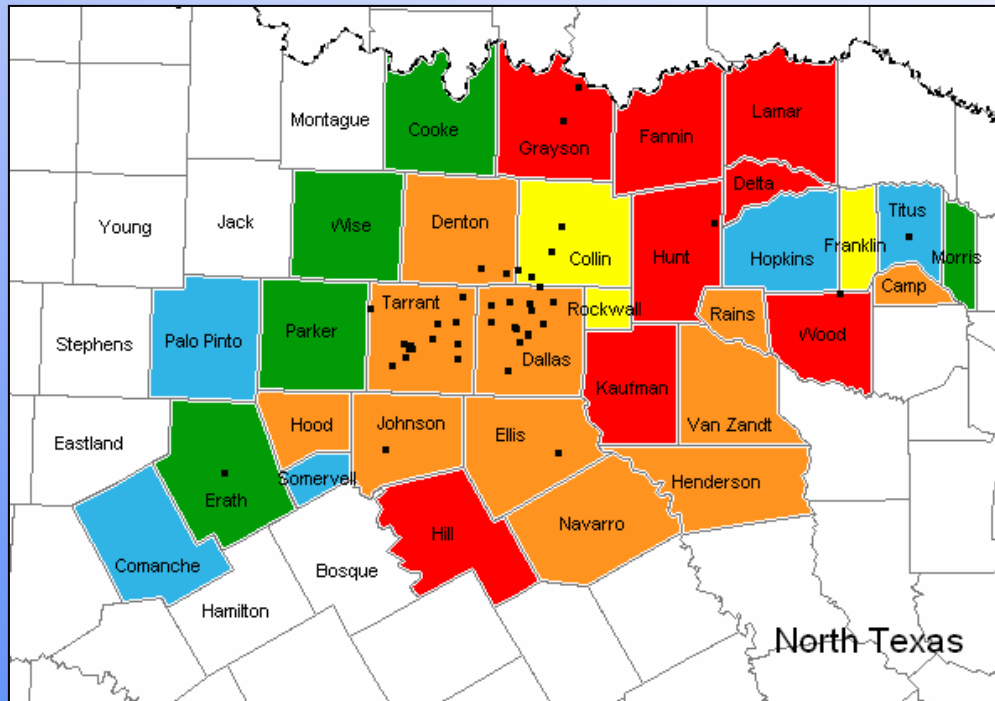 Lamar
Montague
Cooke
Fannin
Grayson
Delta
Titus
Young
Jack
Wise
Denton
Franklin
Collin
Hunt
Hopkins
Morris
Camp
Tarrant
Rockwall
Rains
Parker
Wood
Stephens
Palo Pinto
Dallas
Kaufman
Hood
Johnson
Van Zandt
Ellis
Eastland
Somervell
Henderson
Erath
Navarro
Hill
Comanche
Bosque
Hamilton
North Texas